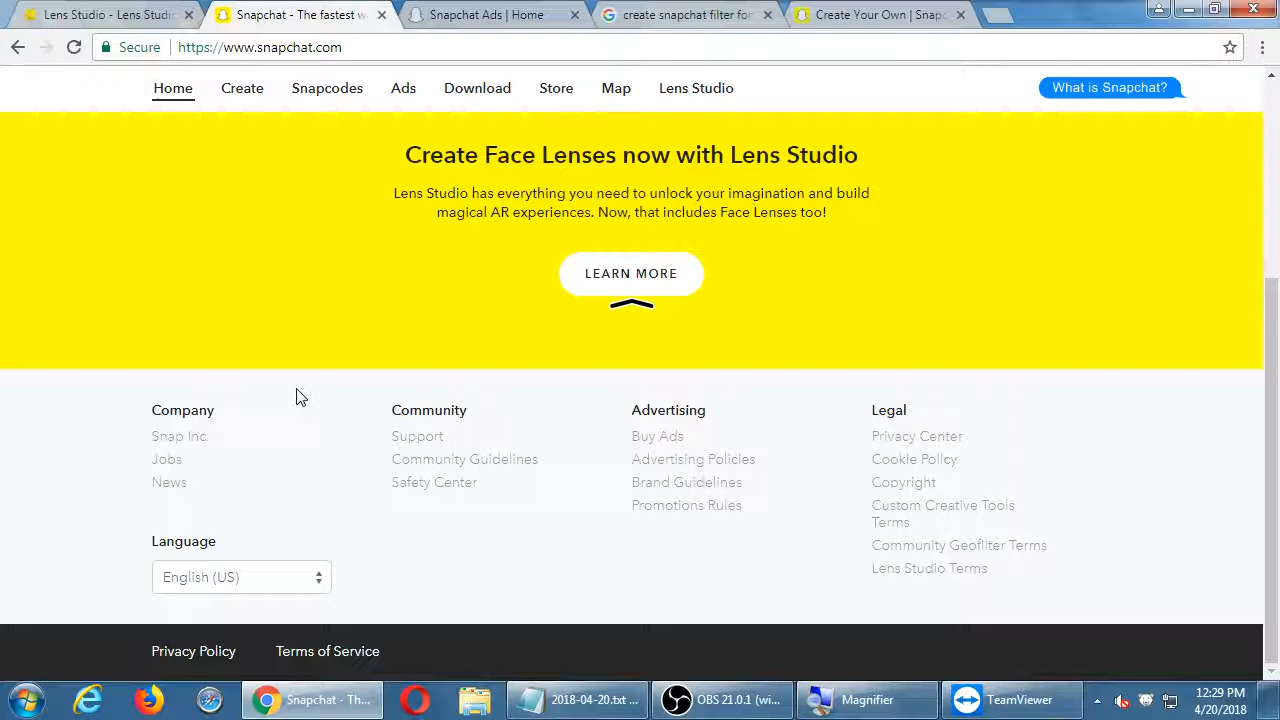 Lens Studio - Lens Studi
Snapchat - The fastest w
Snapchat Ads | Home
create snapchat filter for
Create Your Own | Snap
Secure
https://www.snapchat.com
Home
Create
Snapcodes
Ads
Download
Store
Map
Lens Studio
What is Snapchat?
Create Face Lenses now with Lens Studio
Lens Studio has everything you need to unlock your imagination and build
magical AR experiences. Now, that includes Face Lenses too!
LEARN MORE
Company
Snap Inc.
Jobs
News
Community
Support
Community Guidelines
Safety Center
Advertising
Buy Ads
Advertising Policies
Brand Guidelines
Promotions Rules
Legal
Privacy Center
Cookie Policy
Copyright
Custom Creative Tools
Terms
Community Geofilter Terms
Lens Studio Terms
Language
English (US)
Privacy Policy
Terms of Service
Snapchat - Th...
2018-04-20.txt ...
OBS 21.0.1 (wi...
Magnifier
TeamViewer
12:29 PM
4/20/2018